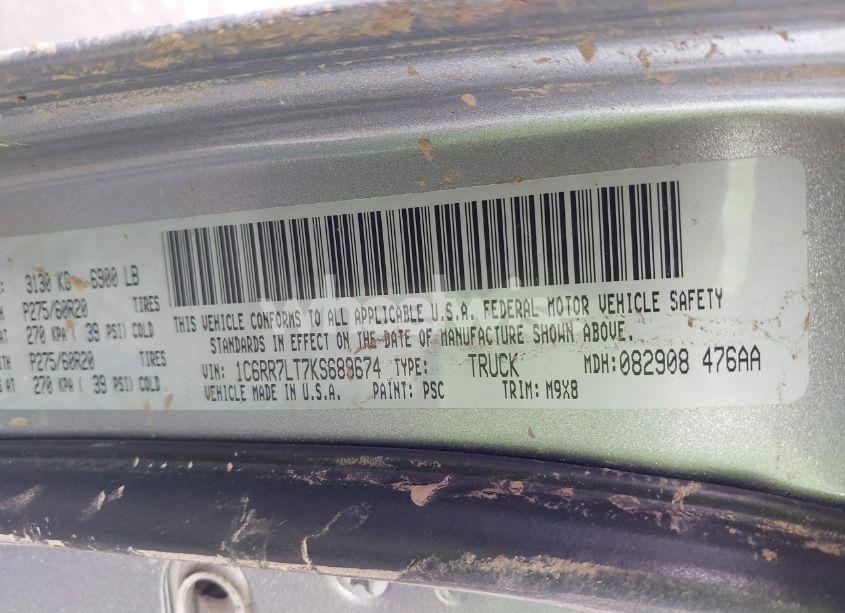 3130 KG 6900 LB
P275/60R20 TIRES
270 KPA ( 39 PSI) COLD
P275/60R20 TIRES
270 KPA ( 39 PSI) COLD
THIS VEHICLE CONFORMS TO ALL APPLICABLE U.S.A. FEDERAL MOTOR VEHICLE SAFETY
STANDARDS IN EFFECT ON THE DATE OF MANUFACTURE SHOWN ABOVE.
VIN: 1C6RR7LT7KS689674 TYPE: TRUCK MDH: 082908 476AA
VEHICLE MADE IN U.S.A. PAINT: PSC TRIM: M9X8